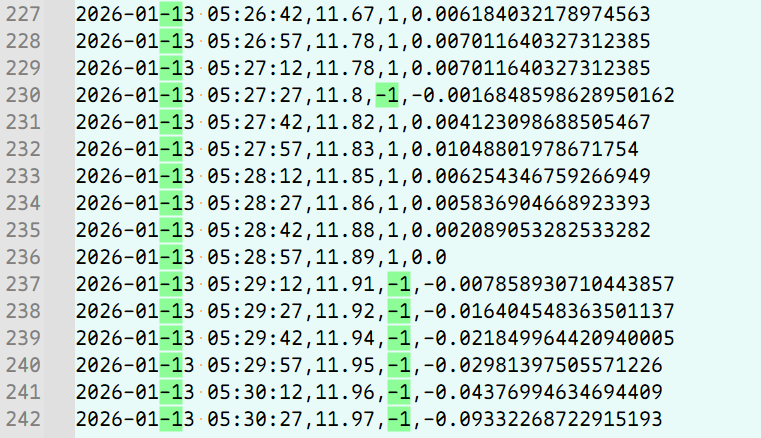 227 2026-01-13 05:26:42,11.67,1,0.006184032178974563
228 2026-01-13 05:26:57,11.78,1,0.007011640327312385
229 2026-01-13 05:27:12,11.78,1,0.007011640327312385
230 2026-01-13 05:27:27,11.8,-1,-0.0016848598628950162
231 2026-01-13 05:27:42,11.82,1,0.004123098688505467
232 2026-01-13 05:27:57,11.83,1,0.01048801978671754
233 2026-01-13 05:28:12,11.85,1,0.006254346759266949
234 2026-01-13 05:28:27,11.86,1,0.005836904668923393
235 2026-01-13 05:28:42,11.88,1,0.002089053282533282
236 2026-01-13 05:28:57,11.89,1,0.0
237 2026-01-13 05:29:12,11.91,-1,-0.007858930710443857
238 2026-01-13 05:29:27,11.92,-1,-0.016404548363501137
239 2026-01-13 05:29:42,11.94,-1,-0.021849964420940005
240 2026-01-13 05:29:57,11.95,-1,-0.02981397505571226
241 2026-01-13 05:30:12,11.96,-1,-0.04376994634694409
242 2026-01-13 05:30:27,11.97,-1,-0.09332268722915193